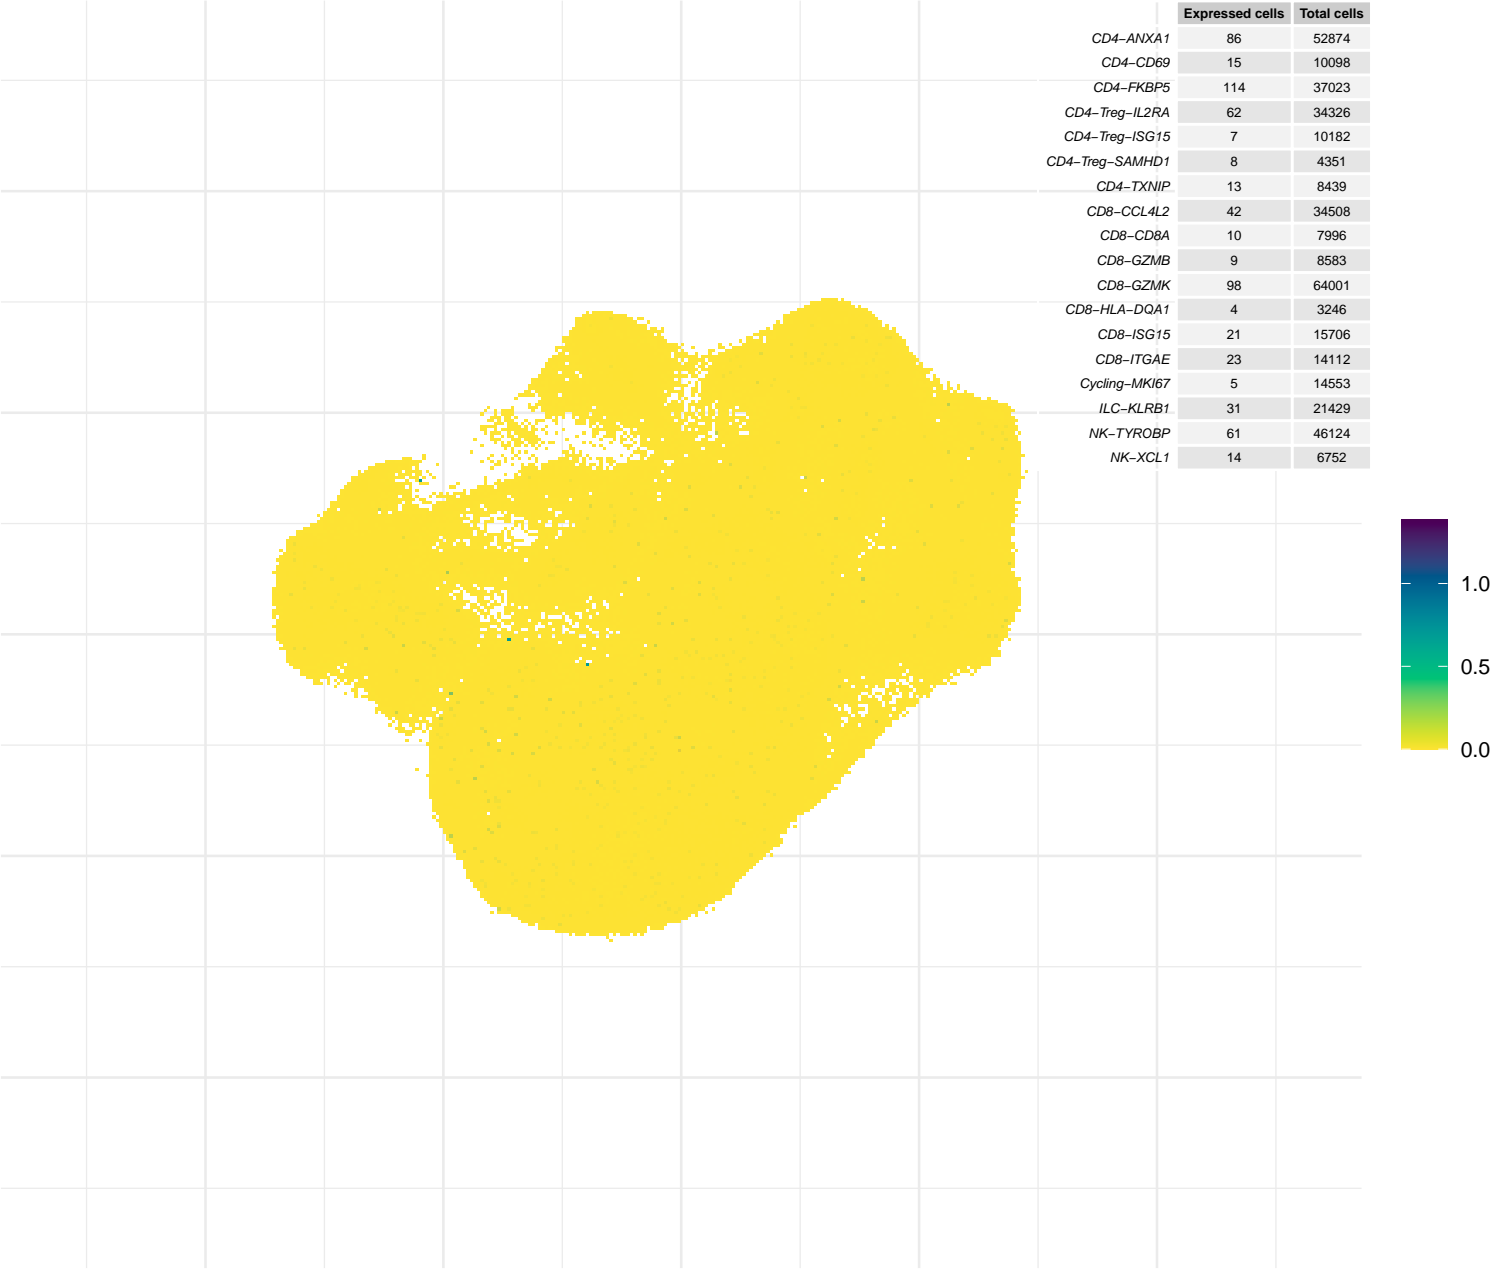 Expressed cells Total cells
CD4−ANXA1 86 52874
CD4−CD69 15 10098
CD4−FKBP5 114 37023
CD4−Treg−IL2RA 62 34326
CD4−Treg−ISG15 7 10182
CD4−Treg−SAMHD1 8 4351
CD4−TXNIP 13 8439
CD8−CCL4L2 42 34508
CD8−CD8A 10 7996
CD8−GZMB 9 8583
CD8−GZMK 98 64001
CD8−HLA−DQA1 4 3246
CD8−ISG15 21 15706
CD8−ITGAE 23 14112
Cycling−MKI67 5 14553
ILC−KLRB1 31 21429
NK−TYROBP 61 46124
NK−XCL1 14 6752
1.0
0.5
0.0